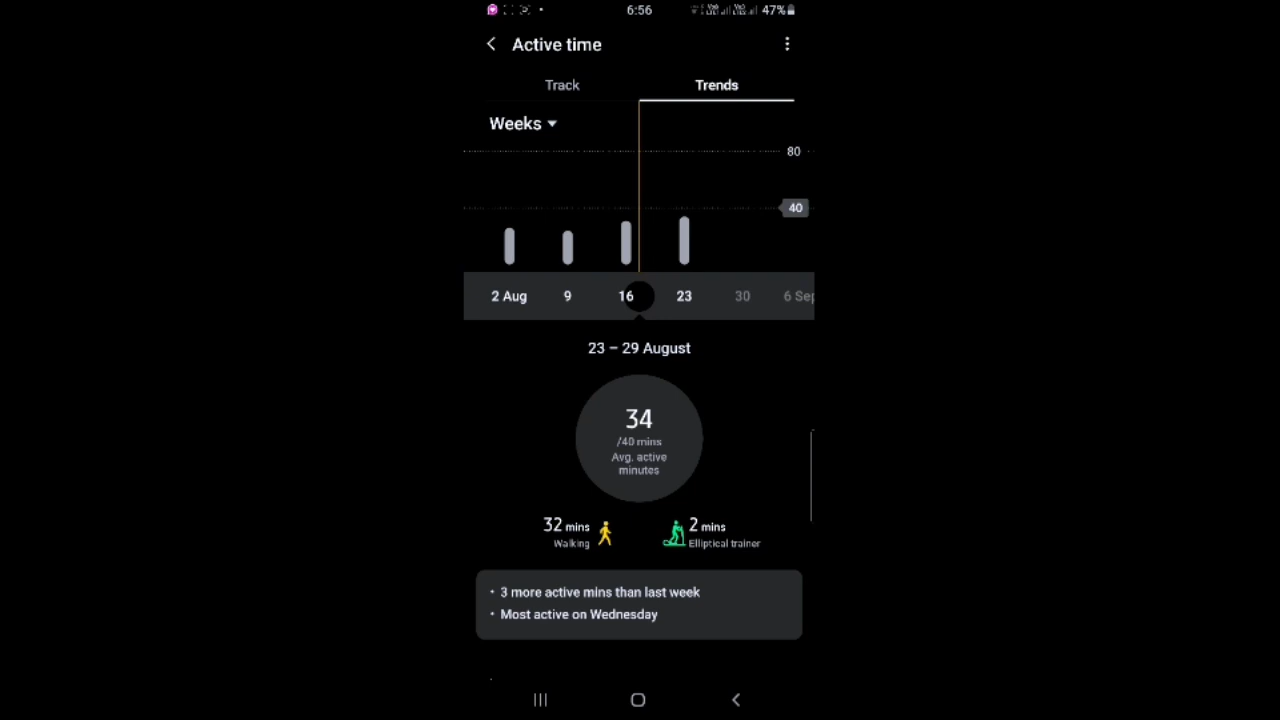 6:56
47%
Active time
Track
Trends
Weeks
80
40
2 Aug 9 16 23 30 6 Sep
23 – 29 August
34
/40 mins
Avg. active
minutes
32 mins
Walking
2 mins
Elliptical trainer
• 3 more active mins than last week
• Most active on Wednesday